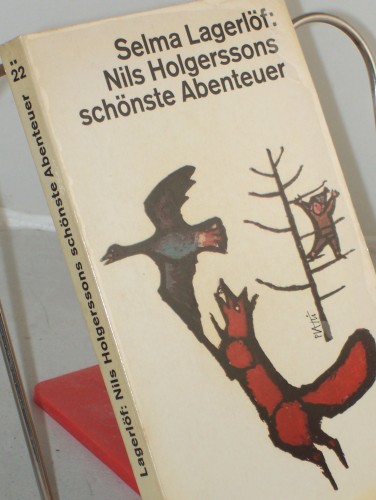 Selma Lagerlöf:
Nils Holgerssons
schönste Abenteuer
22
Lagerlöf: Nils Holgerssons schönste Abenteuer